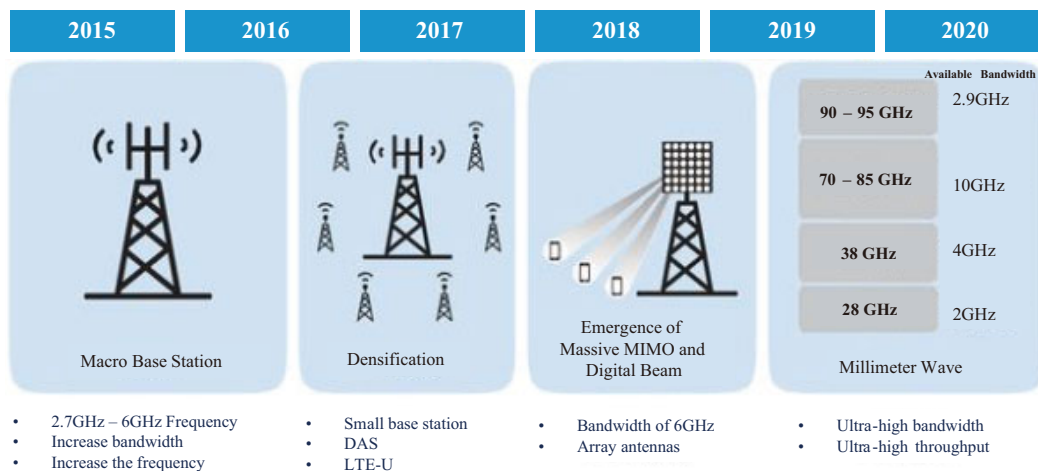 2015 2016 2017 2018 2019 2020
Available Bandwidth
90 – 95 GHz 2.9GHz
70 – 85 GHz 10GHz
38 GHz 4GHz
28 GHz 2GHz
Macro Base Station
Densification
Emergence of
Massive MIMO and
Digital Beam
Millimeter Wave
• 2.7GHz – 6GHz Frequency
• Increase bandwidth
• Increase the frequency
• Small base station
• DAS
• LTE-U
• Bandwidth of 6GHz
• Array antennas
• Ultra-high bandwidth
• Ultra-high throughput